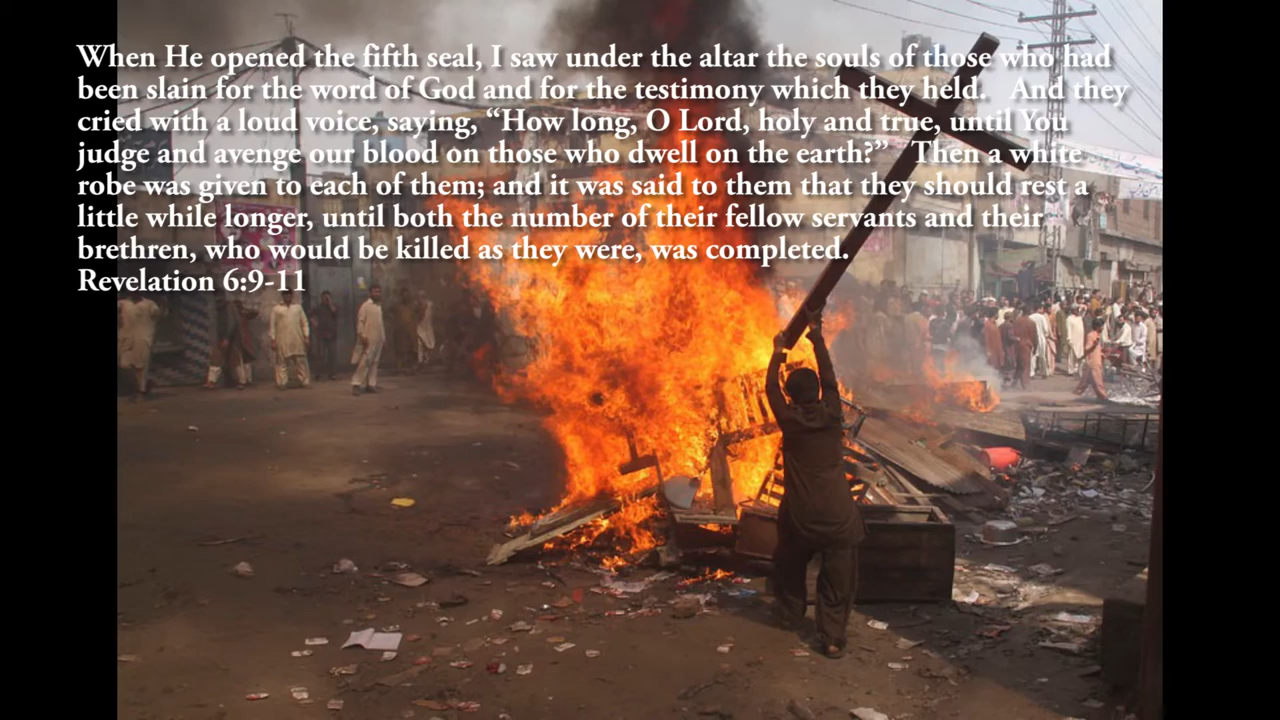 When He opened the fifth seal, I saw under the altar the souls of those who had
been slain for the word of God and for the testimony which they held.   And they
cried with a loud voice, saying, “How long, O Lord, holy and true, until You
judge and avenge our blood on those who dwell on the earth?”   Then a white
robe was given to each of them; and it was said to them that they should rest a
little while longer, until both the number of their fellow servants and their
brethren, who would be killed as they were, was completed.
Revelation 6:9-11